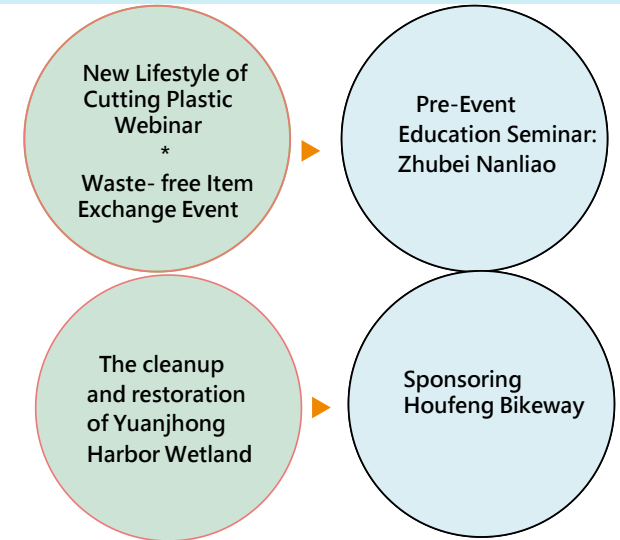 New Lifestyle of
Cutting Plastic
Webinar
*
Waste- free Item
Exchange Event
Pre-Event
Education Seminar:
Zhubei Nanliao
The cleanup
and restoration
of Yuanjhong
Harbor Wetland
Sponsoring
Houfeng Bikeway